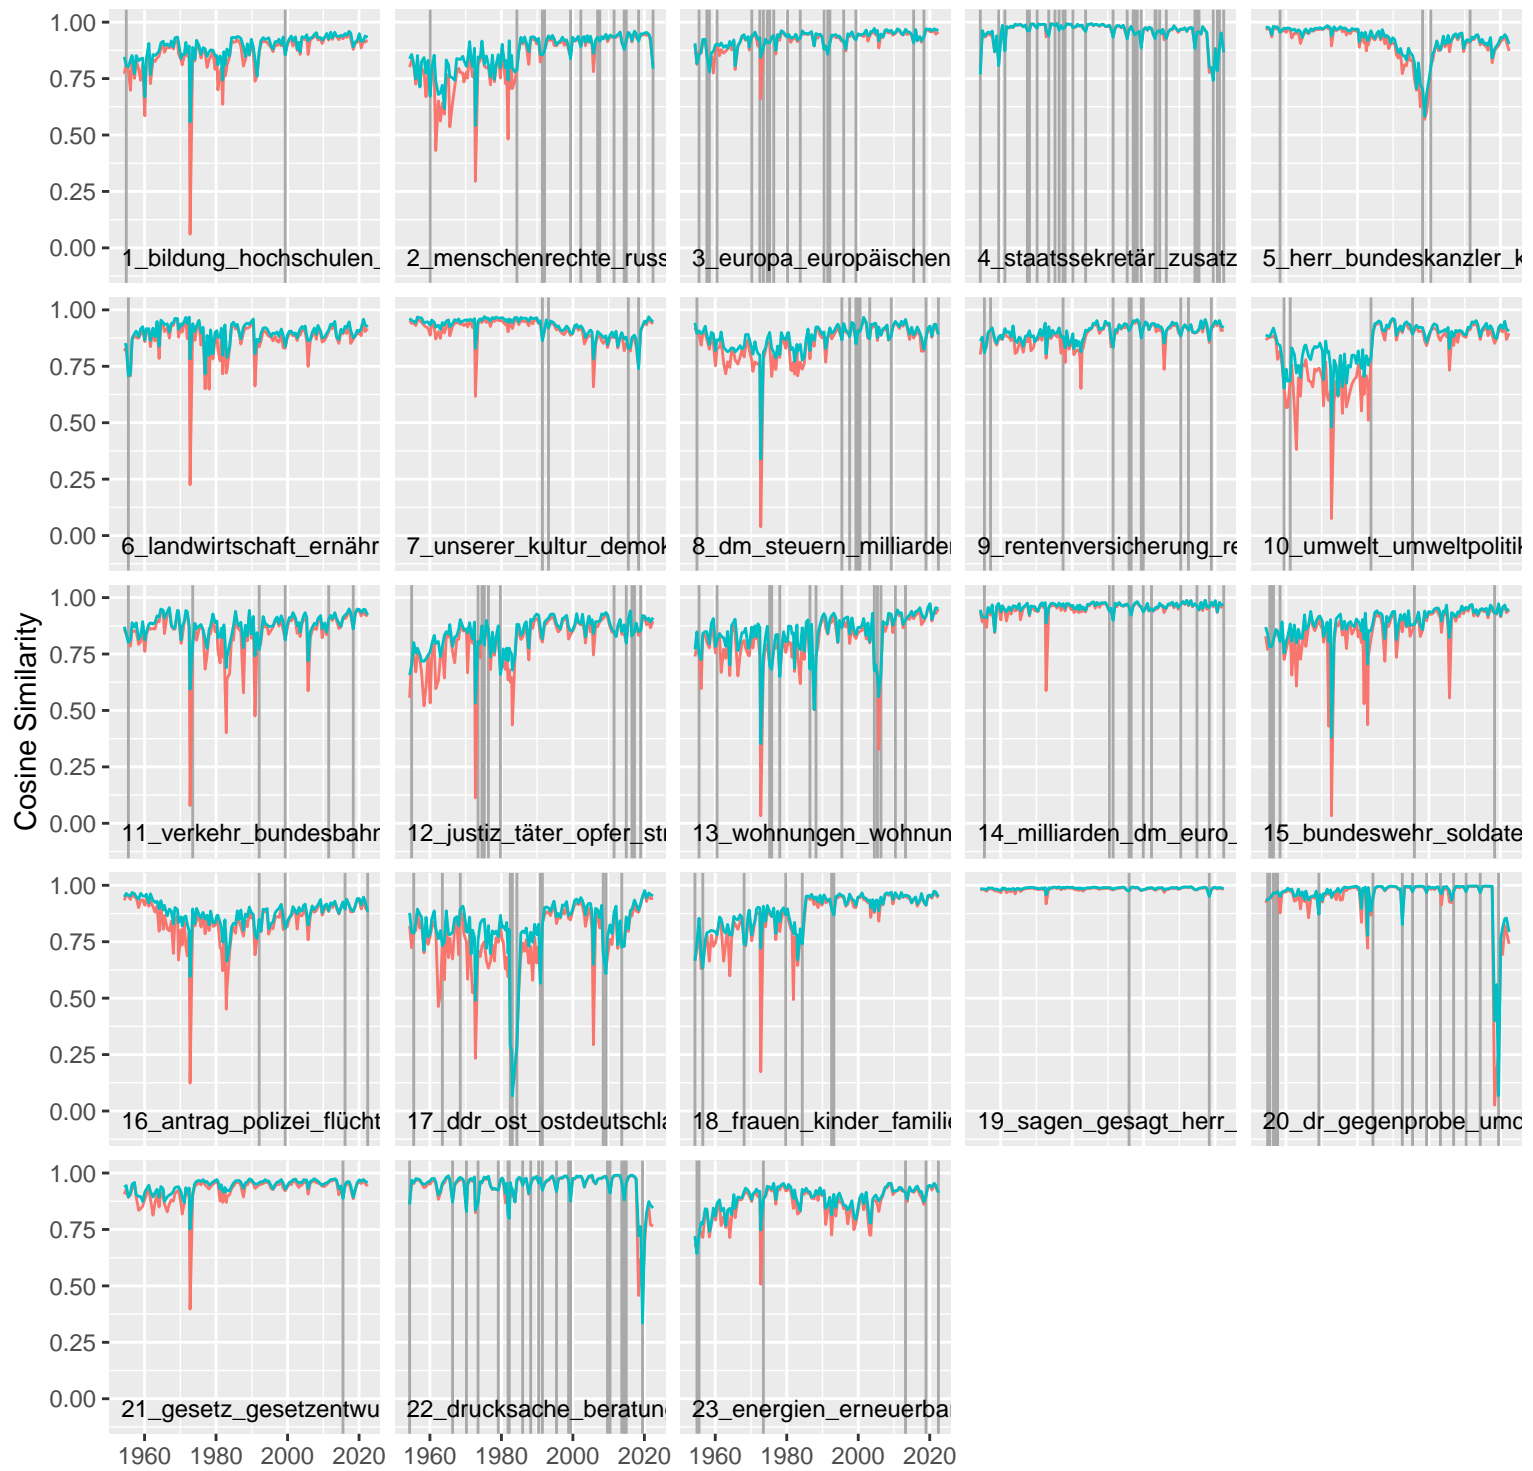 1.00
0.75
0.50
0.25
0.00
1_bildung_hochschulen_
2_menschenrechte_russ
3_europa_europäischen
4_staatssekretär_zusatz
5_herr_bundeskanzler_k
1.00
0.75
0.50
0.25
0.00
6_landwirtschaft_ernähr
7_unserer_kultur_demok
8_dm_steuern_milliarde
9_rentenversicherung_re
10_umwelt_umweltpolitik
Cosine Similarity
1.00
0.75
0.50
0.25
0.00
11_verkehr_bundesbahn
12_justiz_täter_opfer_str
13_wohnungen_wohnun
14_milliarden_dm_euro_
15_bundeswehr_soldate
1.00
0.75
0.50
0.25
0.00
16_antrag_polizei_flücht
17_ddr_ost_ostdeutschla
18_frauen_kinder_familie
19_sagen_gesagt_herr_
20_dr_gegenprobe_umd
1.00
0.75
0.50
0.25
0.00
21_gesetz_gesetzentwu
22_drucksache_beratun
23_energien_erneuerba
1960 1980 2000 2020
1960 1980 2000 2020
1960 1980 2000 2020